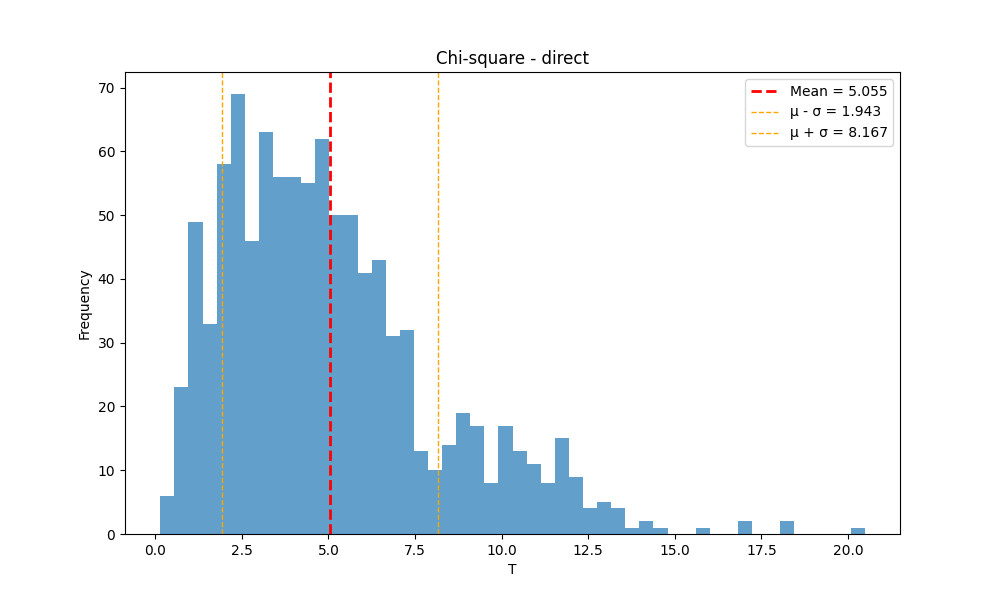 Chi-square - direct
Mean = 5.055
μ - σ = 1.943
μ + σ = 8.167
70
60
50
40
30
20
10
0
Frequency
0.0 2.5 5.0 7.5 10.0 12.5 15.0 17.5 20.0
T